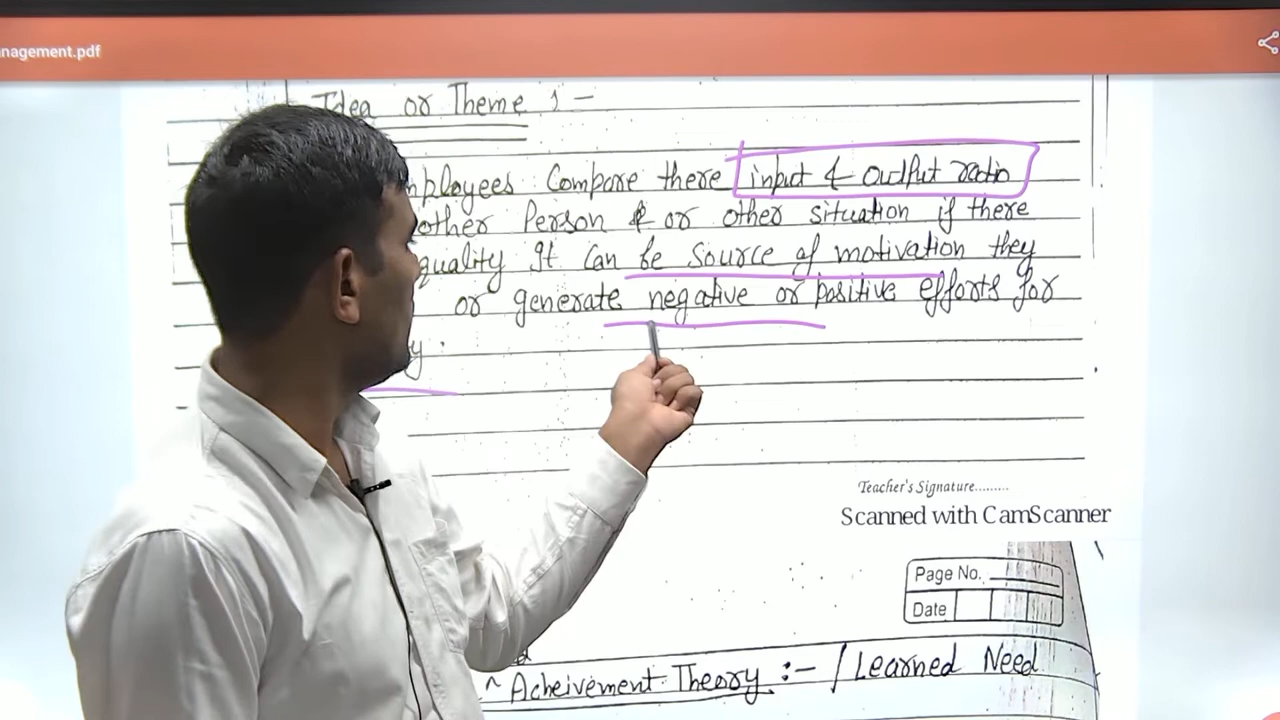 nagement.pdf
Idea or Theme :-
mployees Compare there input & output ratio
other Person & or other situation if there
quality It can be source of motivation they
or generate negative or positive efforts for
y.
Teacher's Signature.........
Scanned with CamScanner
Page No.
Date
Acheivement Theory :- / Learned Need